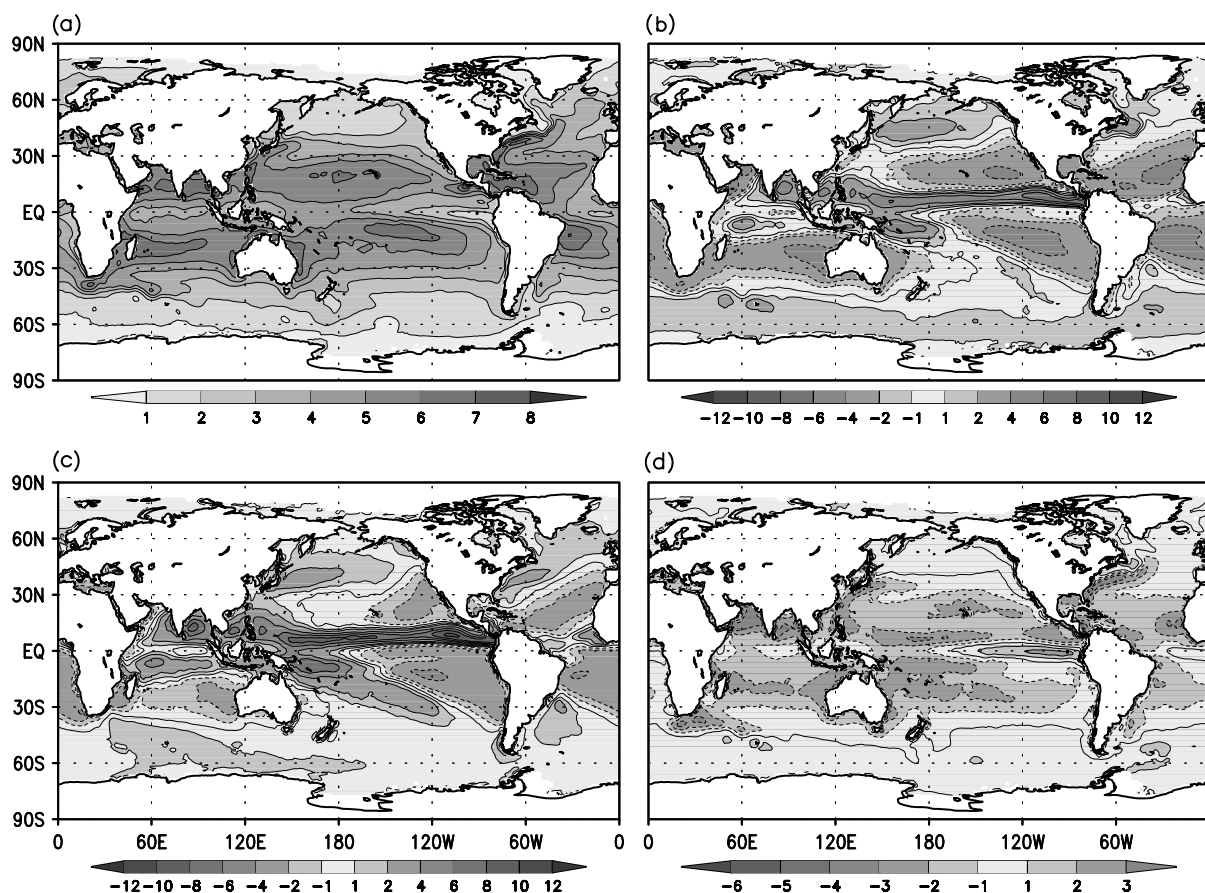 (a) (b)
90N
60N
30N
EQ
30S
60S
90S
1 2 3 4 5 6 7 8
-12 -10 -8 -6 -4 -2 -1 1 2 4 6 8 10 12
(c) (d)
90N
60N
30N
EQ
30S
60S
90S
0 60E 120E 180 120W 60W 0 0 60E 120E 180 120W 60W
-12 -10 -8 -6 -4 -2 -1 1 2 4 6 8 10 12
-6 -5 -4 -3 -2 -1 1 2 3